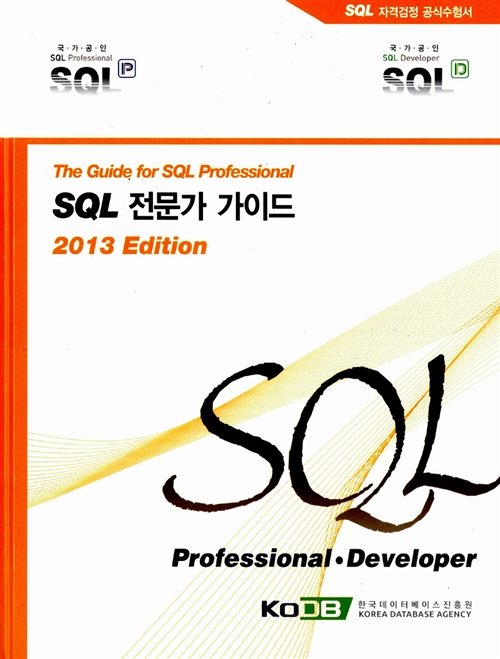 SQL 자격검정 공식수험서
국·가·공·인
SQL Professional
SQL P
국·가·공·인
SQL Developer
SQL D
The Guide for SQL Professional
SQL 전문가 가이드
2013 Edition
SQL
Professional · Developer
KoDB 한국데이터베이스진흥원
KOREA DATABASE AGENCY